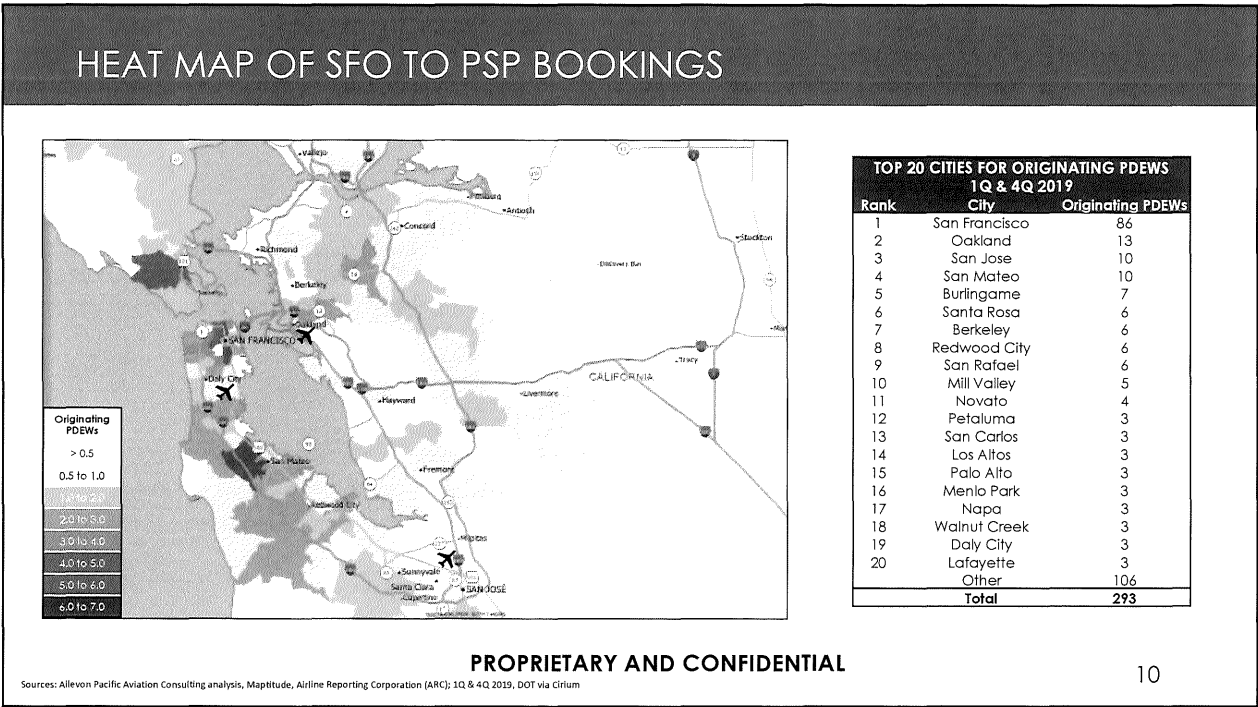 HEAT MAP OF SFO TO PSP BOOKINGS
Vallejo
Pittsburg
Antioch
Concord
Richmond
Stockton
Discovery Bay
Berkeley
Oakland
SAN FRANCISCO
Daly City
Tracy
CALIFORNIA
Livermore
Hayward
San Mateo
Fremont
Redwood City
Milpitas
Sunnyvale
Santa Clara
Cupertino
SAN JOSE
Originating
PDEWs
> 0.5
0.5 to 1.0
1.0 to 2.0
2.0 to 3.0
3.0 to 4.0
4.0 to 5.0
5.0 to 6.0
6.0 to 7.0
TOP 20 CITIES FOR ORIGINATING PDEWS
1Q & 4Q 2019
Rank City Originating PDEWs
1 San Francisco 86
2 Oakland 13
3 San Jose 10
4 San Mateo 10
5 Burlingame 7
6 Santa Rosa 6
7 Berkeley 6
8 Redwood City 6
9 San Rafael 6
10 Mill Valley 5
11 Novato 4
12 Petaluma 3
13 San Carlos 3
14 Los Altos 3
15 Palo Alto 3
16 Menlo Park 3
17 Napa 3
18 Walnut Creek 3
19 Daly City 3
20 Lafayette 3
Other 106
Total 293
PROPRIETARY AND CONFIDENTIAL
10
Sources: Ailevon Pacific Aviation Consulting analysis, Maptitude, Airline Reporting Corporation (ARC); 1Q & 4Q 2019, DOT via Cirium